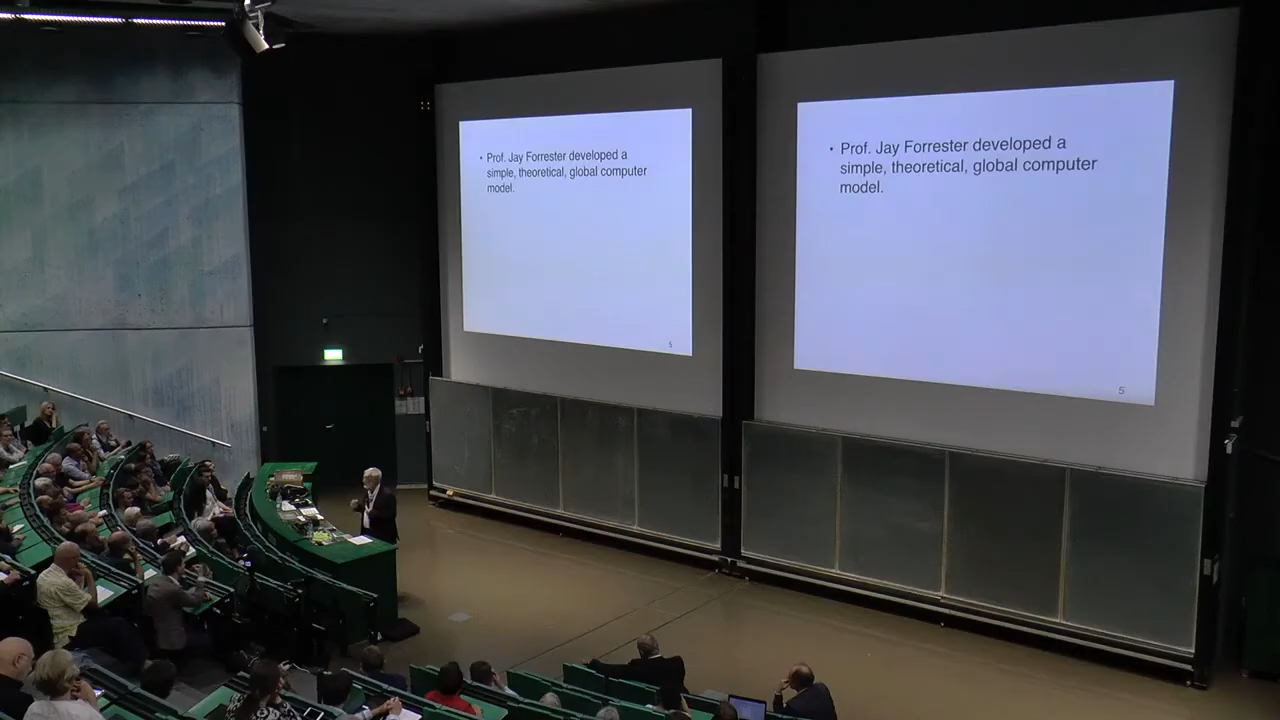 • Prof. Jay Forrester developed a
simple, theoretical, global computer
model.
5
• Prof. Jay Forrester developed a
simple, theoretical, global computer
model.
5